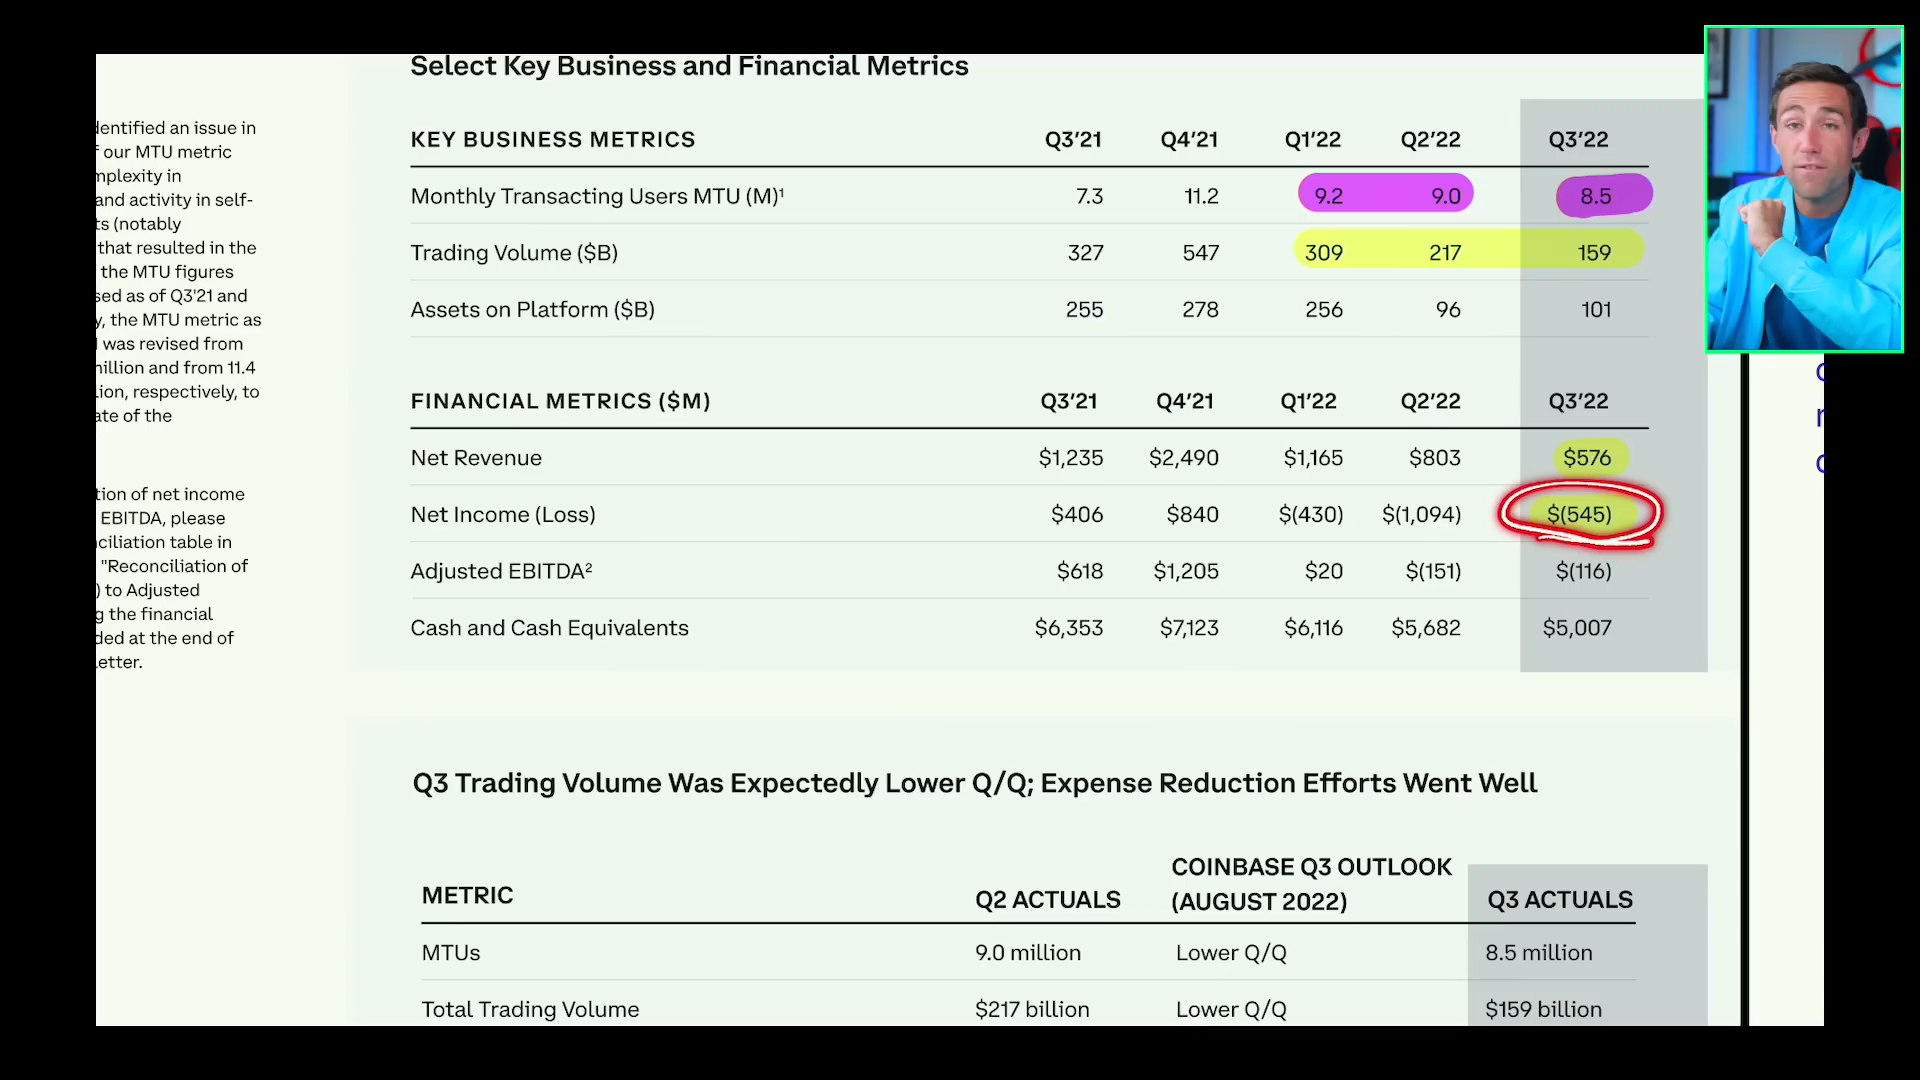 Select Key Business and Financial Metrics
entified an issue in
our MTU metric
mplexity in
and activity in self-
ts (notably
that resulted in the
the MTU figures
sed as of Q3'21 and
y, the MTU metric as
was revised from
nillion and from 11.4
lion, respectively, to
ate of the
tion of net income
EBITDA, please
ciliation table in
"Reconciliation of
) to Adjusted
g the financial
ded at the end of
etter.
KEY BUSINESS METRICS Q3'21 Q4'21 Q1'22 Q2'22 Q3'22
Monthly Transacting Users MTU (M)¹ 7.3 11.2 9.2 9.0 8.5
Trading Volume ($B) 327 547 309 217 159
Assets on Platform ($B) 255 278 256 96 101
FINANCIAL METRICS ($M) Q3'21 Q4'21 Q1'22 Q2'22 Q3'22
Net Revenue $1,235 $2,490 $1,165 $803 $576
Net Income (Loss) $406 $840 $(430) $(1,094) $(545)
Adjusted EBITDA² $618 $1,205 $20 $(151) $(116)
Cash and Cash Equivalents $6,353 $7,123 $6,116 $5,682 $5,007
Q3 Trading Volume Was Expectedly Lower Q/Q; Expense Reduction Efforts Went Well
METRIC Q2 ACTUALS COINBASE Q3 OUTLOOK (AUGUST 2022) Q3 ACTUALS
MTUs 9.0 million Lower Q/Q 8.5 million
Total Trading Volume $217 billion Lower Q/Q $159 billion